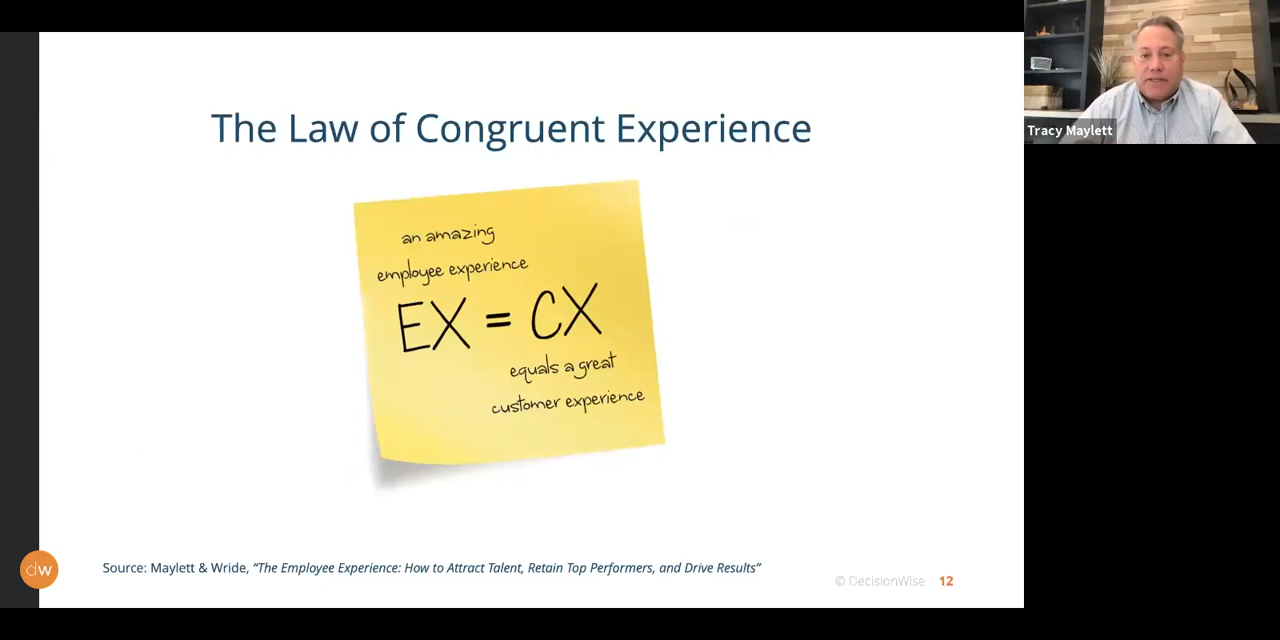 The Law of Congruent Experience
Tracy Maylett
an amazing
employee experience
EX = CX
equals a great
customer experience
Source: Maylett & Wride, “The Employee Experience: How to Attract Talent, Retain Top Performers, and Drive Results”
dw
© DecisionWise 12